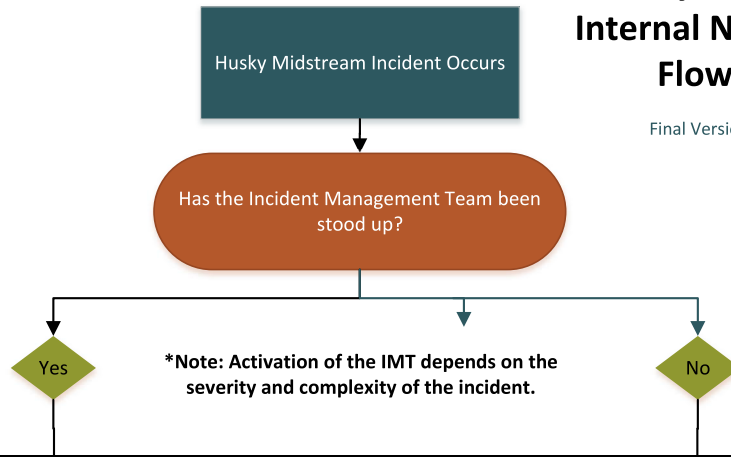 Internal
Flow
Husky Midstream Incident Occurs
Final
Has the Incident Management Team been
stood up?
Yes
*Note: Activation of the IMT depends on the
severity and complexity of the incident.
No